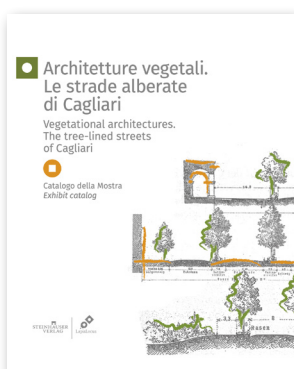 Architetture vegetali.
Le strade alberate
di Cagliari
Vegetational architectures.
The tree-lined streets
of Cagliari
Catalogo della Mostra
Exhibit catalog
STEINHÄUSER
VERLAG